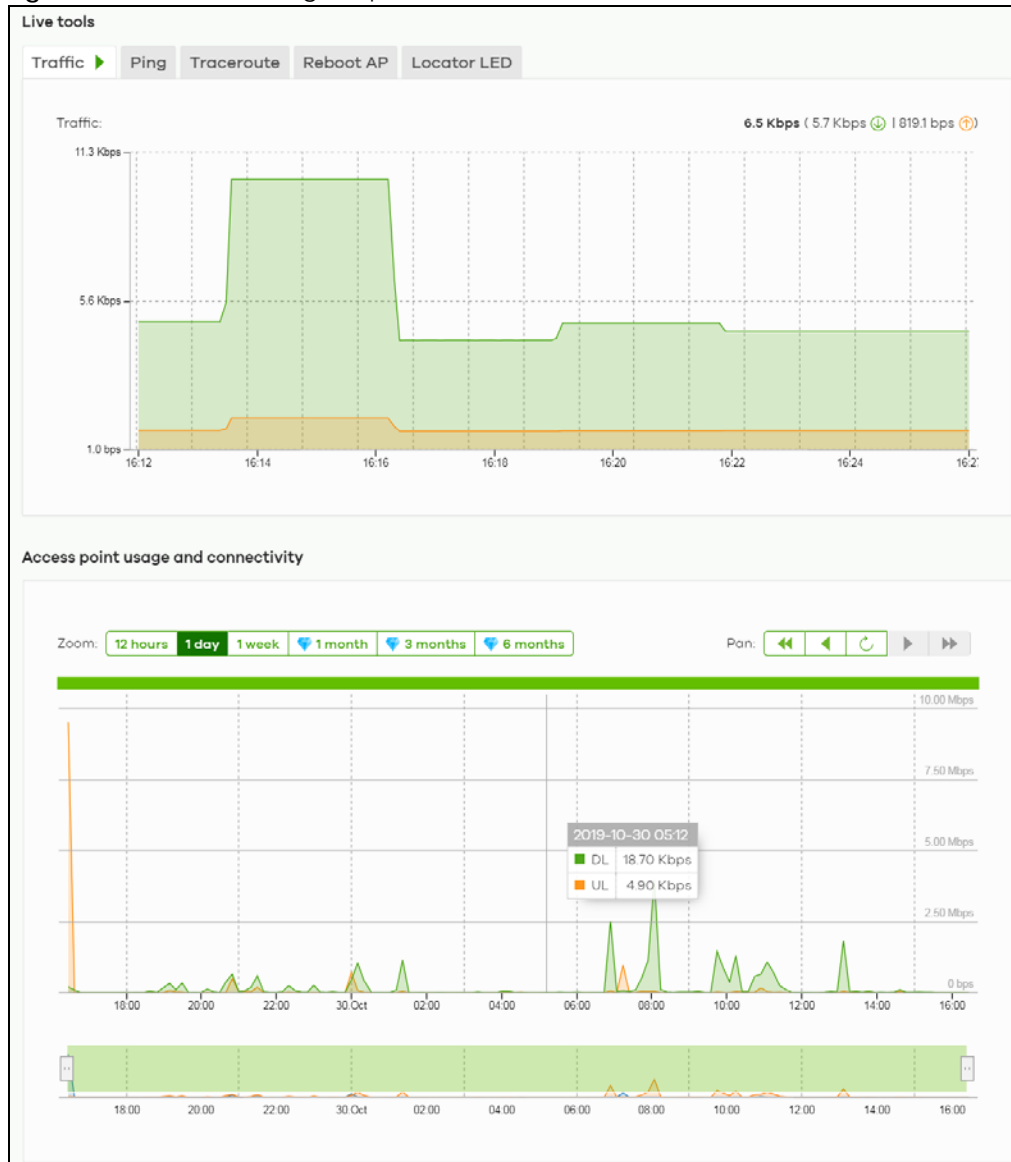 Live tools
Traffic Ping Traceroute Reboot AP Locator LED
Traffic: 6.5 Kbps ( 5.7 Kbps | 819.1 bps )
11.3 Kbps
5.6 Kbps
1.0 bps
16:12 16:14 16:16 16:18 16:20 16:22 16:24
Access point usage and connectivity
Zoom: 12 hours 1 day 1 week 1 month 3 months 6 months Pan:
10.00 Mbps
7.50 Mbps
2019-10-30 05:12
5.00 Mbps
DL 18.70 Kbps
UL 4.90 Kbps
2.50 Mbps
0 bps
18:00 20:00 22:00 30.Oct 02:00 04:00 06:00 08:00 10:00 12:00 14:00 16:00
18:00 20:00 22:00 30.Oct 02:00 04:00 06:00 08:00 10:00 12:00 14:00 16:00